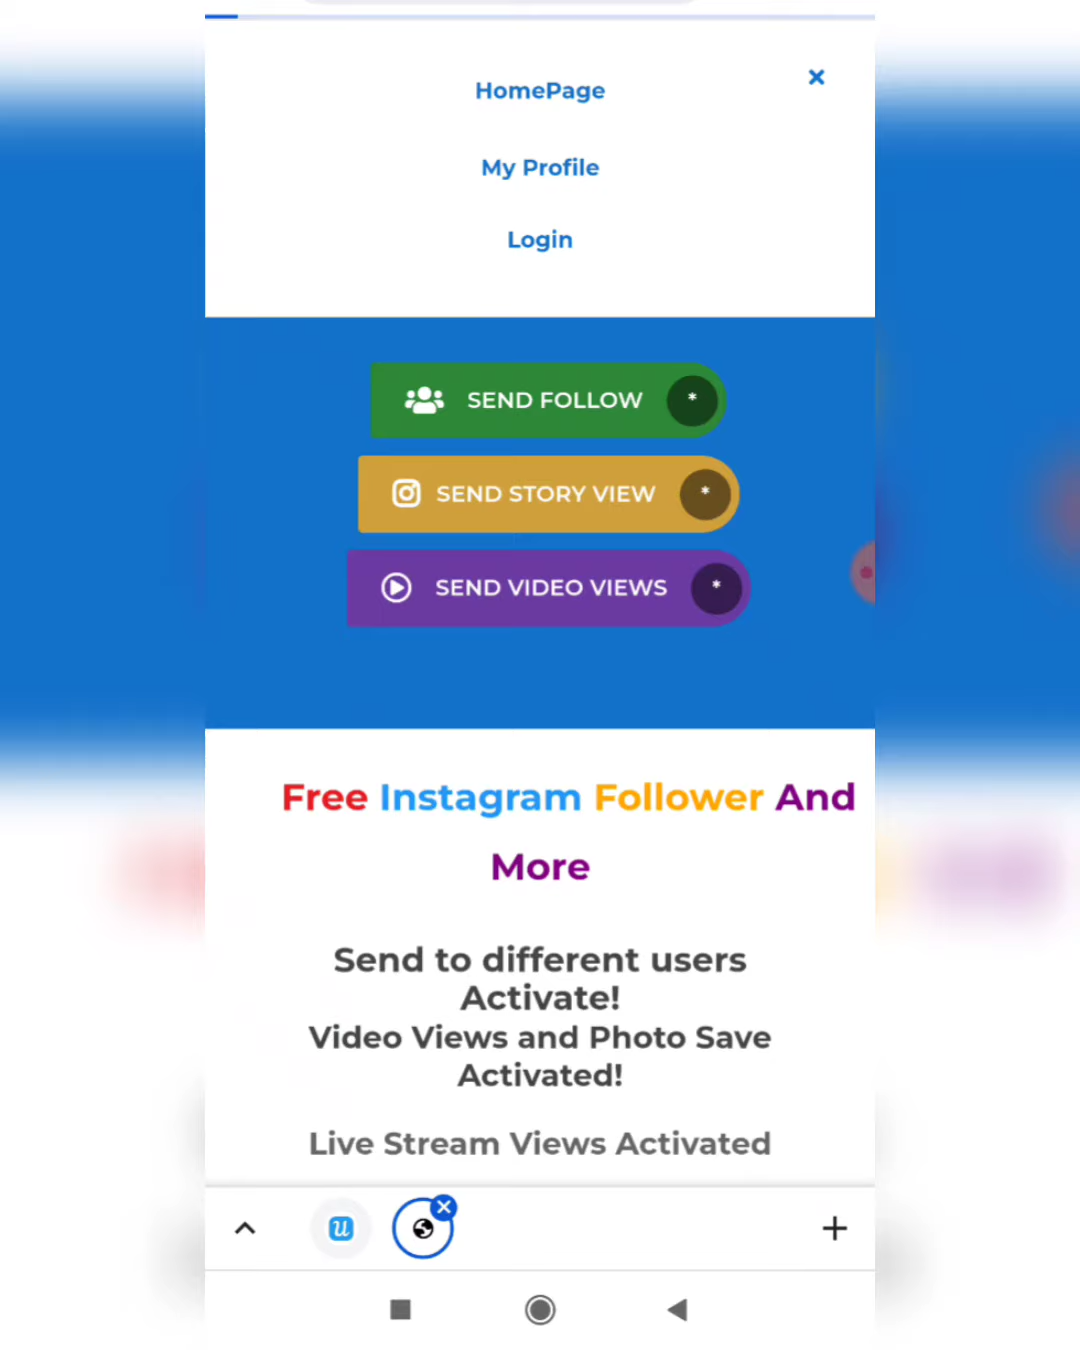 HomePage
My Profile
Login
SEND FOLLOW *
SEND STORY VIEW *
SEND VIDEO VIEWS *
Free Instagram Follower And
More
Send to different users
Activate!
Video Views and Photo Save
Activated!
Live Stream Views Activated